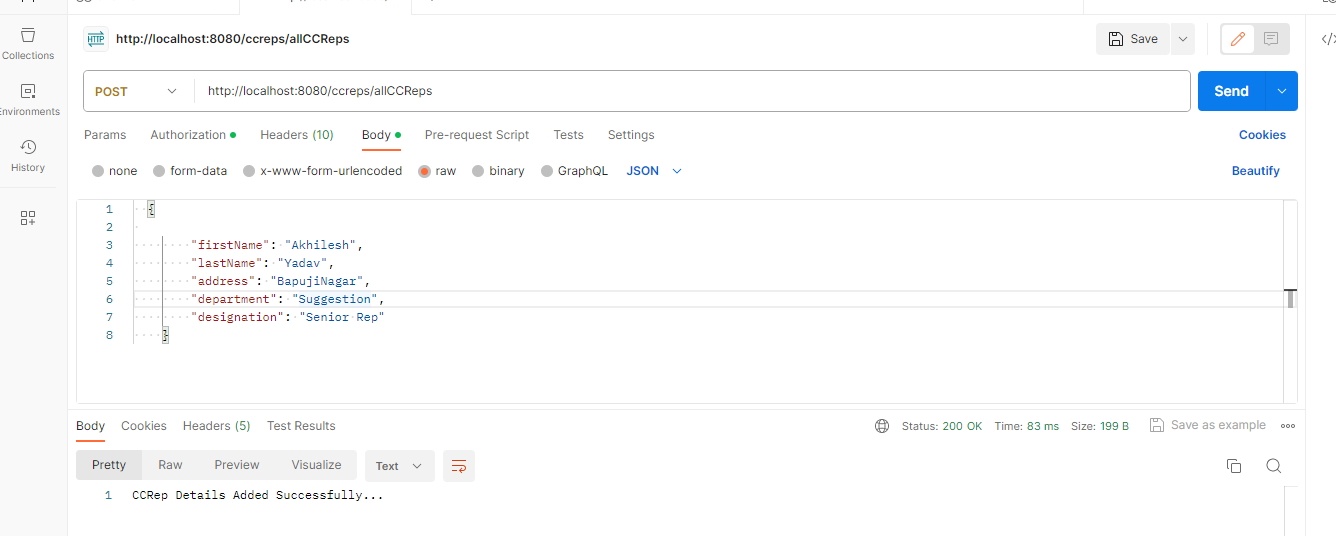 HTTP http://localhost:8080/ccreps/allCCReps Save
Collections
POST http://localhost:8080/ccreps/allCCReps Send
Environments
Params Authorization Headers (10) Body Pre-request Script Tests Settings Cookies
History
none form-data x-www-form-urlencoded raw binary GraphQL JSON Beautify
1 {
2
3 "firstName": "Akhilesh",
4 "lastName": "Yadav",
5 "address": "BapujiNagar",
6 "department": "Suggestion",
7 "designation": "Senior Rep"
8 }
Body Cookies Headers (5) Test Results Status: 200 OK Time: 83 ms Size: 199 B Save as example
Pretty Raw Preview Visualize Text
1 CCRep Details Added Successfully...